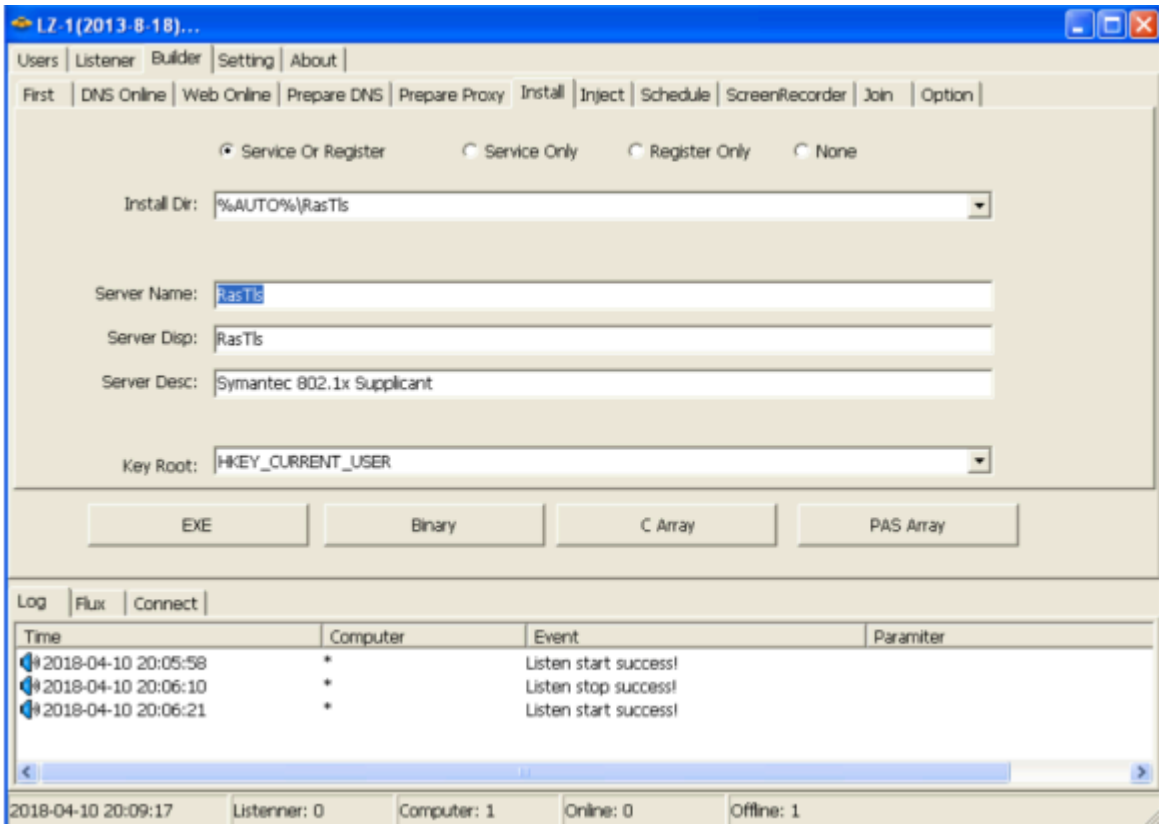 LZ-1(2013-8-18)...
Users Listener Builder Setting About
First DNS Online Web Online Prepare DNS Prepare Proxy Install Inject Schedule ScreenRecorder Join Option
Service Or Register Service Only Register Only None
Install Dir: %AUTO%\RasTls
Server Name: RasTls
Server Disp: RasTls
Server Desc: Symantec 802.1x Supplicant
Key Root: HKEY_CURRENT_USER
EXE Binary C Array PAS Array
Log Flux Connect
Time Computer Event Paramiter
2018-04-10 20:05:58 * Listen start success!
2018-04-10 20:06:10 * Listen stop success!
2018-04-10 20:06:21 * Listen start success!
2018-04-10 20:09:17 Listenner: 0 Computer: 1 Online: 0 Offline: 1